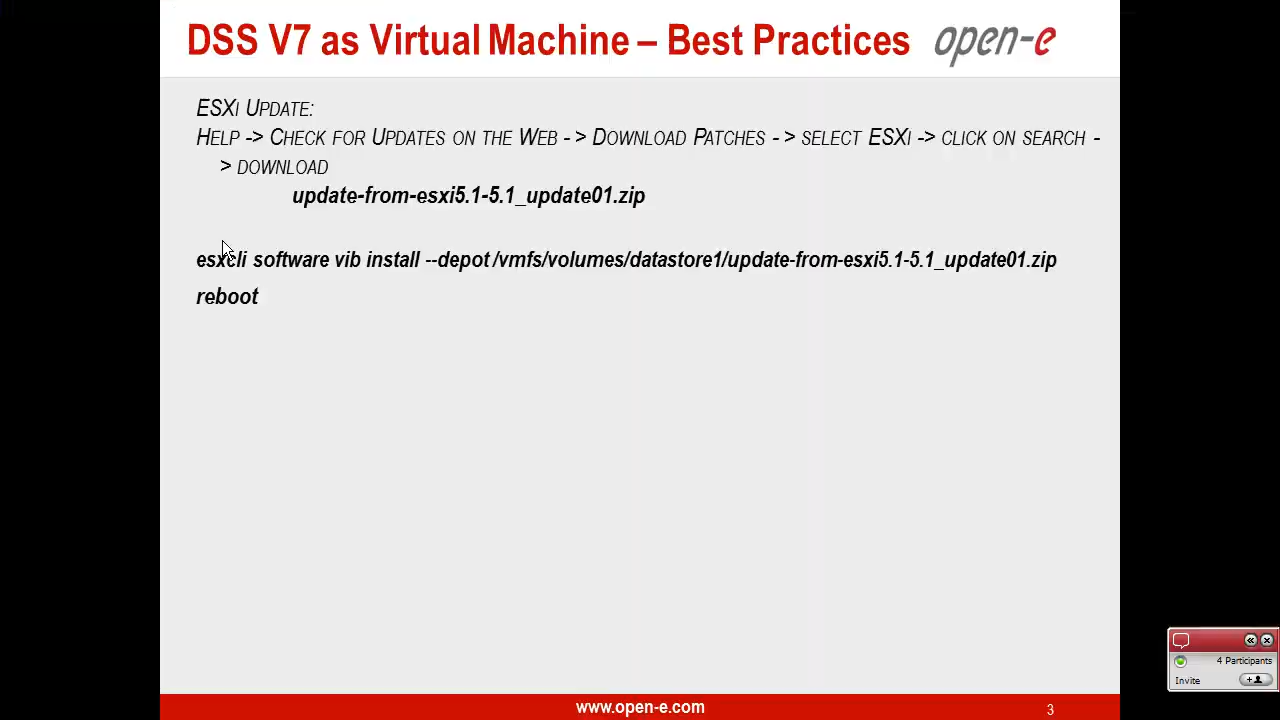 DSS V7 as Virtual Machine – Best Practices
open-e
ESXi Update:
Help -> Check for Updates on the Web - > Download Patches - > select ESXi -> click on search -
> download
update-from-esxi5.1-5.1_update01.zip
esxcli software vib install --depot /vmfs/volumes/datastore1/update-from-esxi5.1-5.1_update01.zip
reboot
4 Participants
Invite
www.open-e.com
3